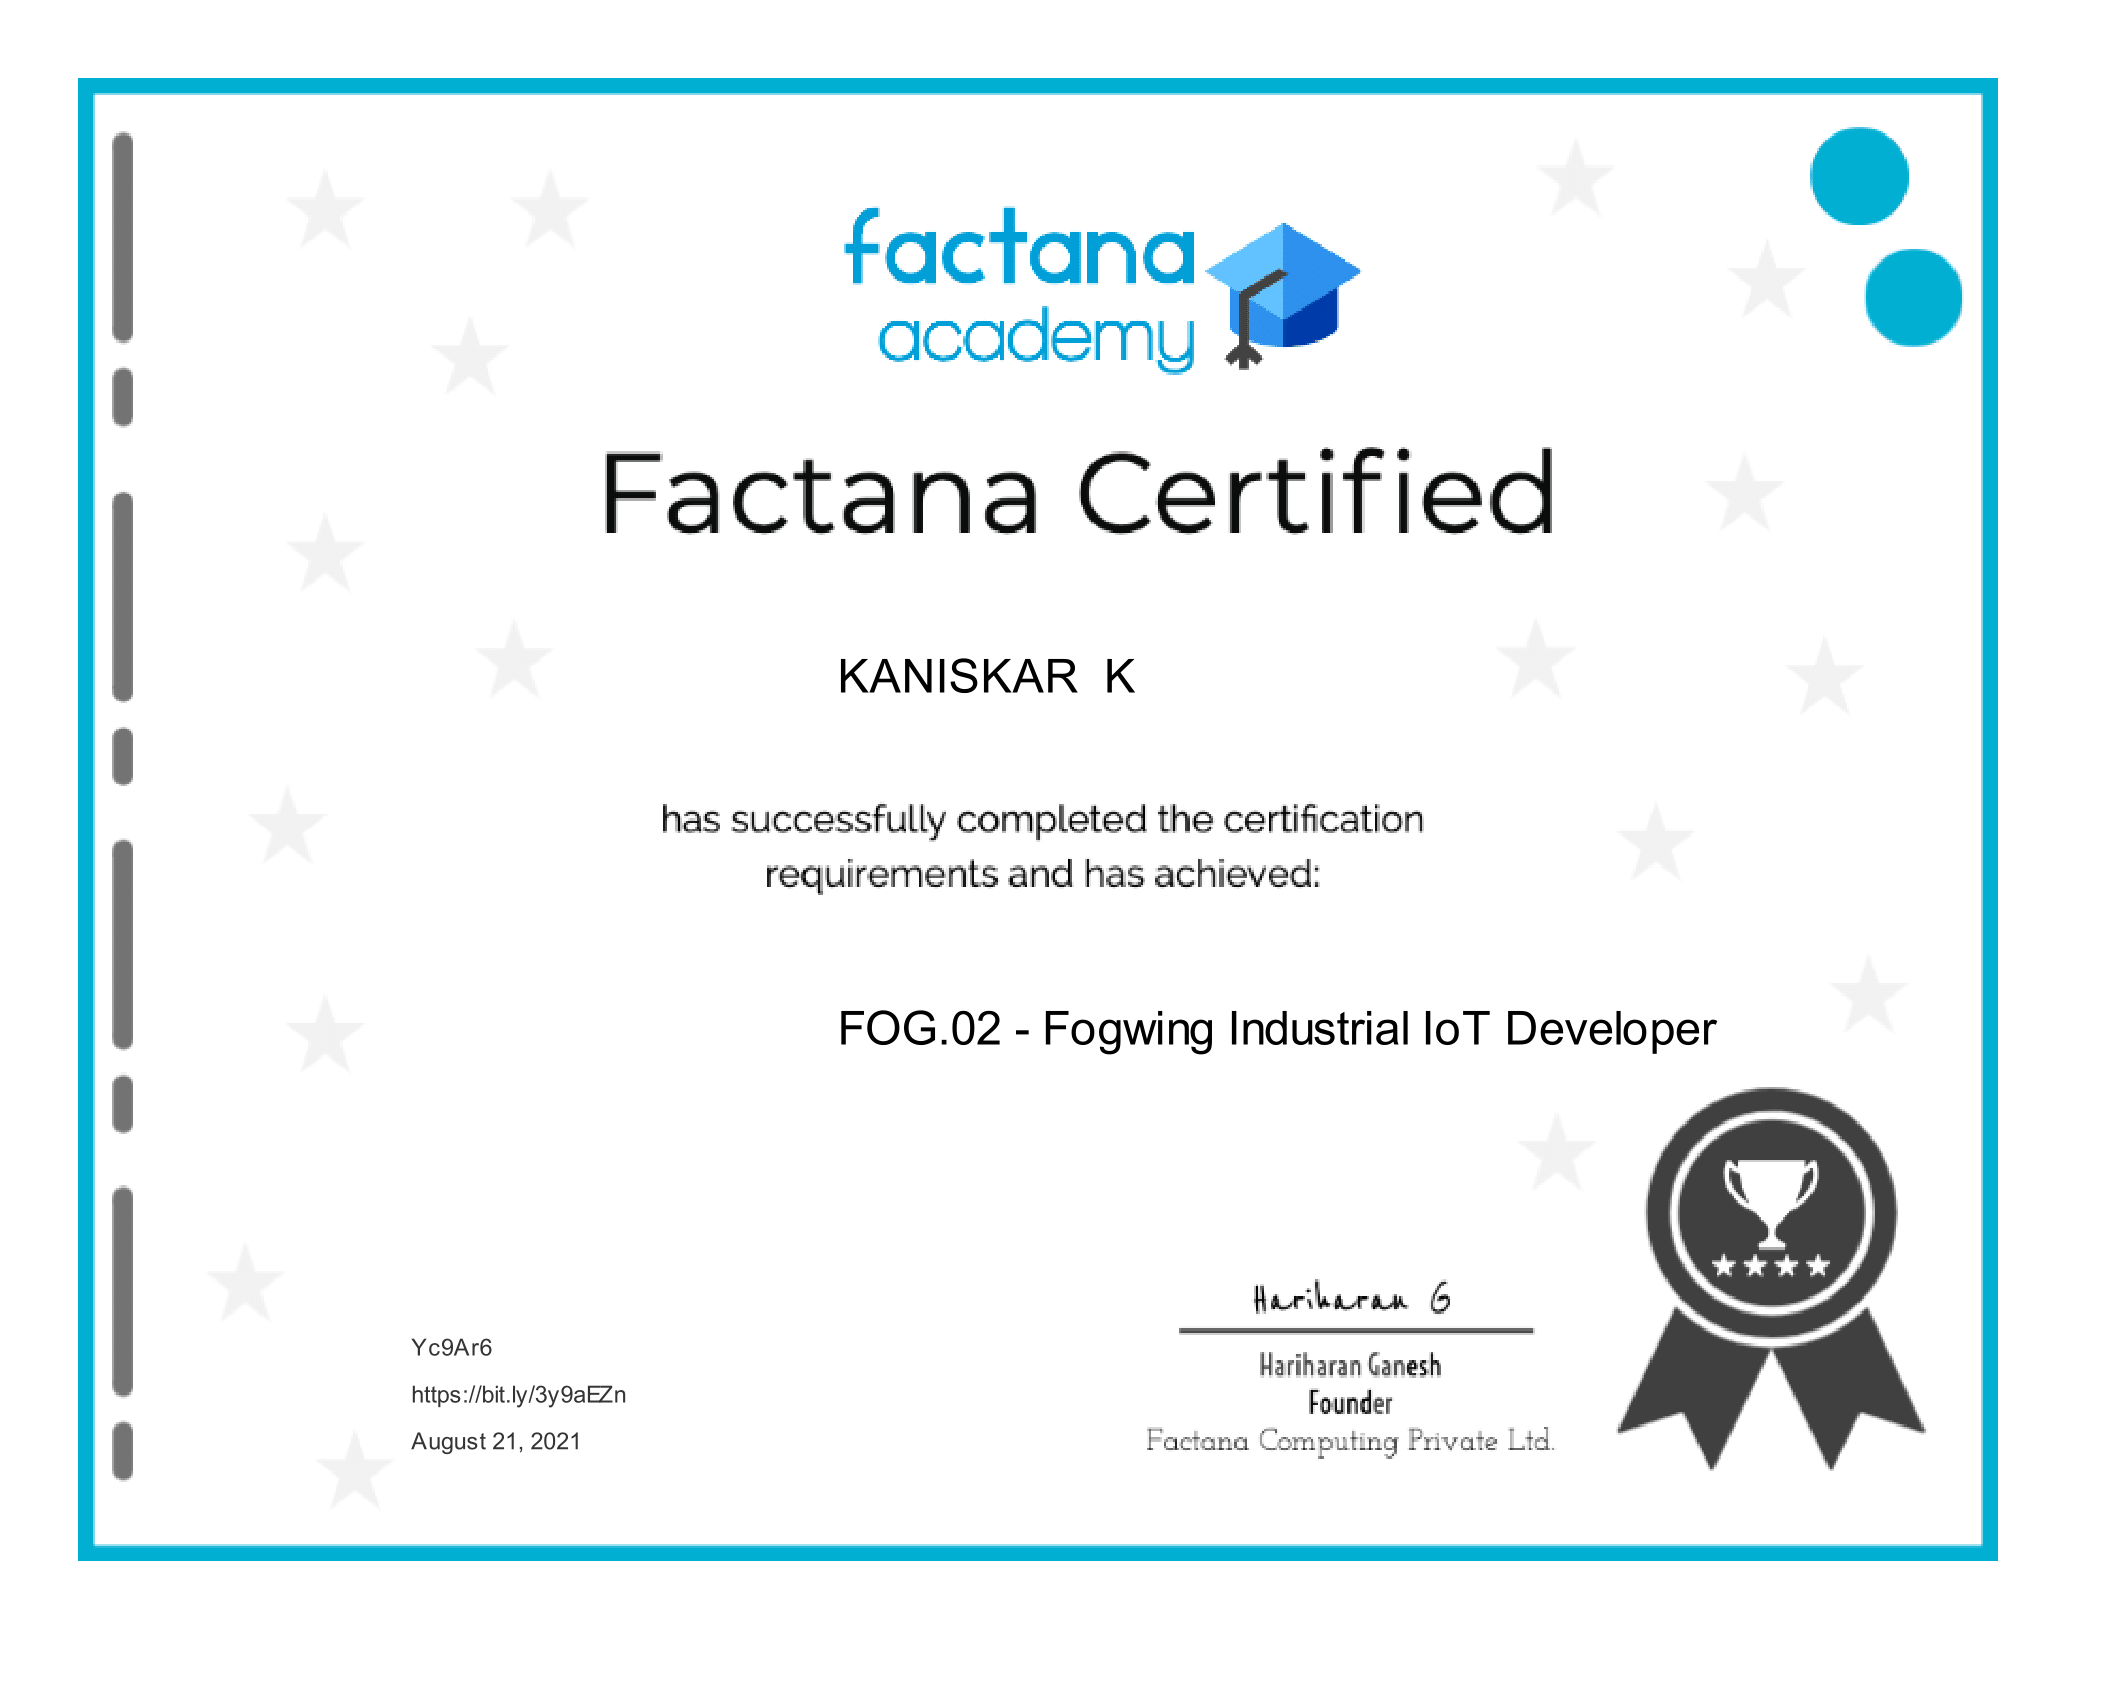 factana
academy
Factana Certified
KANISKAR K
has successfully completed the certification
requirements and has achieved:
FOG.02 - Fogwing Industrial IoT Developer
Hariharan G
Yc9Ar6
https://bit.ly/3y9aEZn
August 21, 2021
Hariharan Ganesh
Founder
Factana Computing Private Ltd.